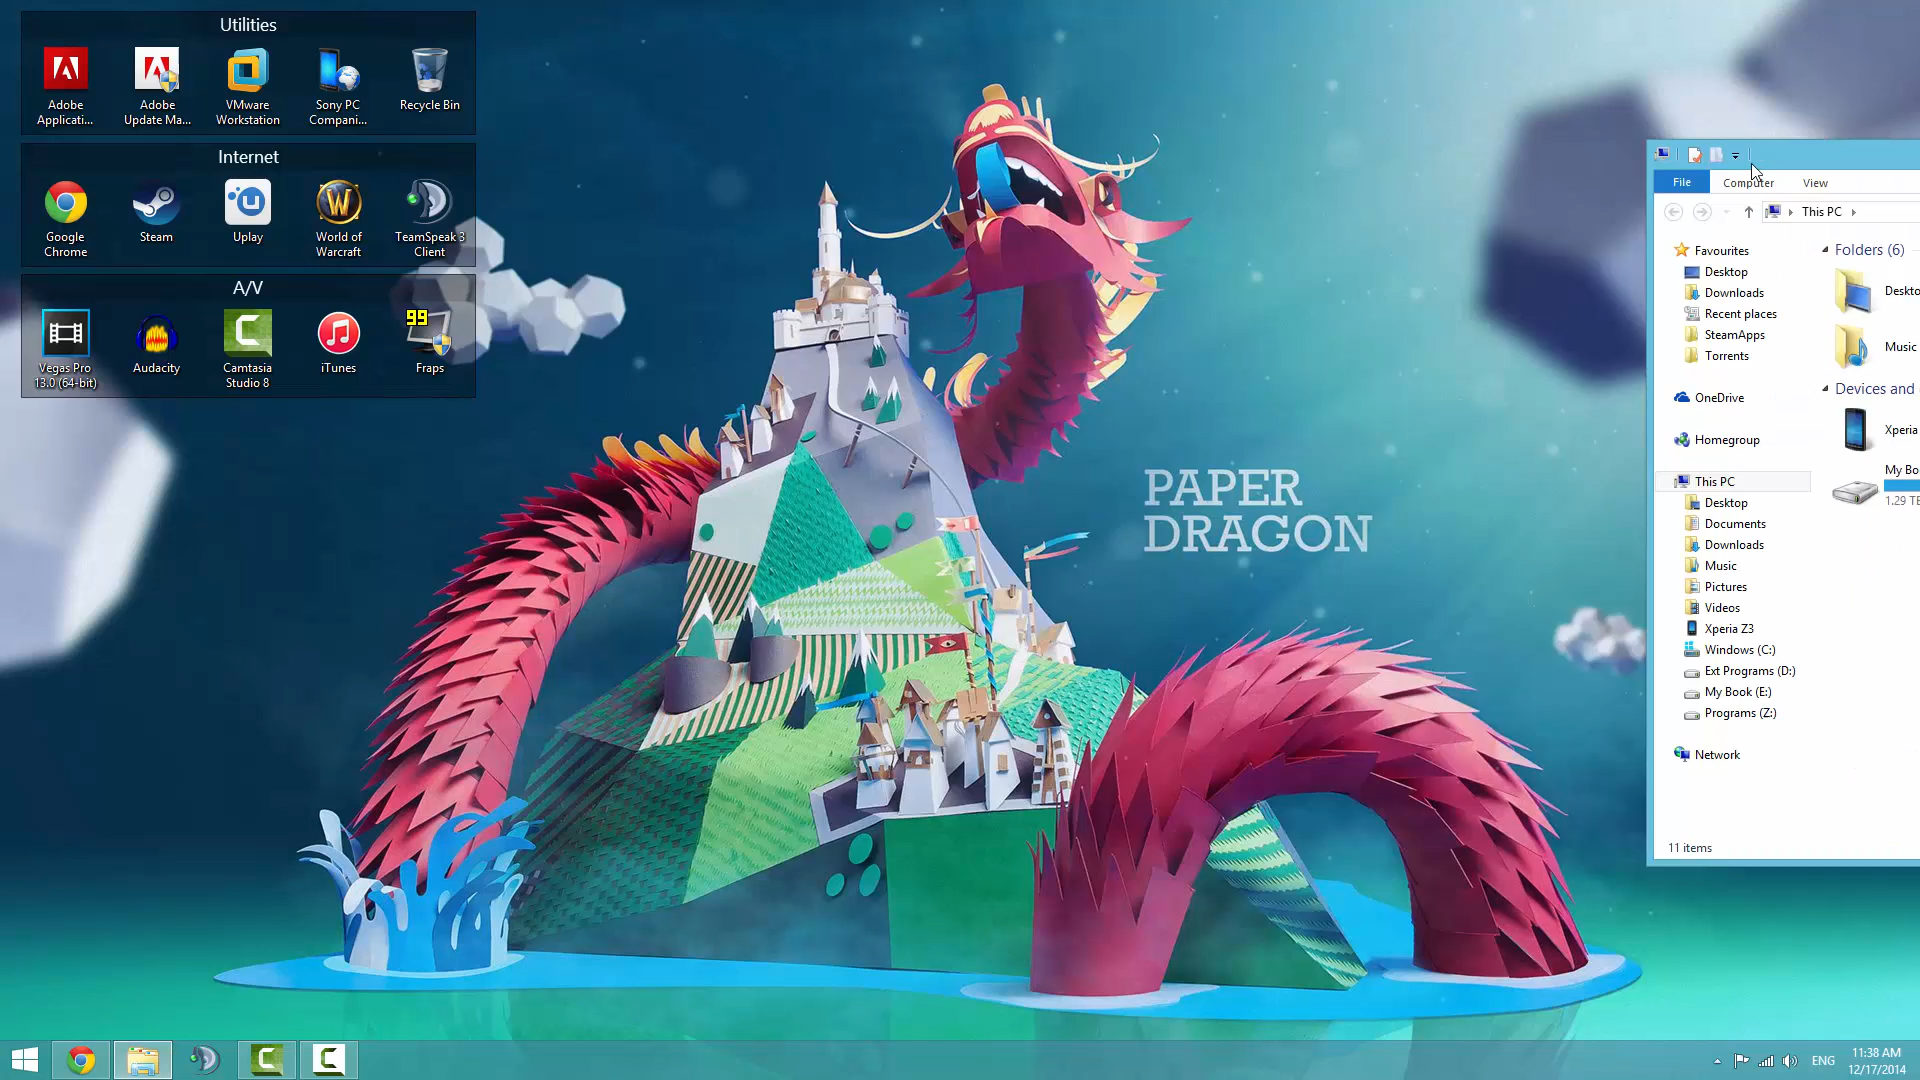 Utilities
Adobe Applicati...
Adobe Update Ma...
VMware Workstation
Sony PC Compani...
Recycle Bin
Internet
Google Chrome
Steam
Uplay
World of Warcraft
TeamSpeak 3 Client
A/V
Vegas Pro 13.0 (64-bit)
Audacity
Camtasia Studio 8
iTunes
99
Fraps
PAPER
DRAGON
File
Computer
View
This PC
Favourites
Desktop
Downloads
Recent places
SteamApps
Torrents
OneDrive
Homegroup
This PC
Desktop
Documents
Downloads
Music
Pictures
Videos
Xperia Z3
Windows (C:)
Ext Programs (D:)
My Book (E:)
Programs (Z:)
Network
Folders (6)
Deskto
Music
Devices and
Xperia
My Bo
1.29 TE
11 items
ENG
11:38 AM
12/17/2014